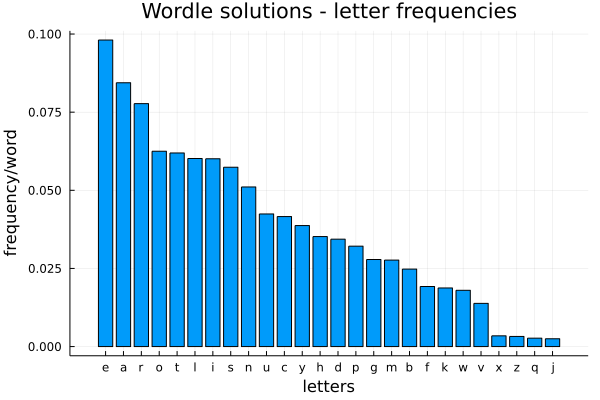 Wordle solutions - letter frequencies
0.100
0.075
0.050
0.025
0.000
frequency/word
e a r o t l i s n u c y h d p g m b f k w v x z q j
letters